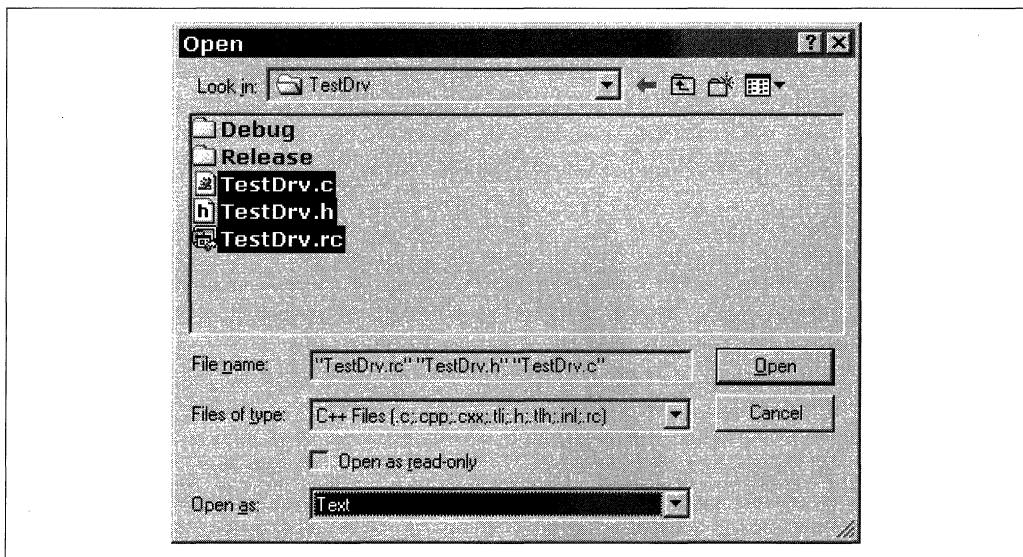 Open
Look in: TestDrv
Debug
Release
TestDrv.c
TestDrv.h
TestDrv.rc
File name: "TestDrv.rc" "TestDrv.h" "TestDrv.c" Open
Files of type: C++ Files (.c;.cpp;.cxx;.tli;.h;.tlh;.inl;.rc) Cancel
Open as read-only
Open as: Text